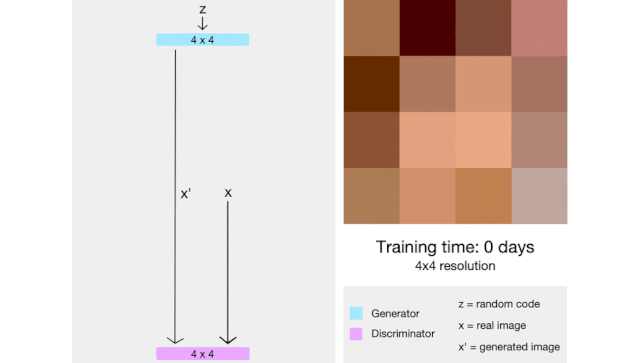 z
4 x 4
x'
x
4 x 4
Training time: 0 days
4x4 resolution
Generator
Discriminator
z = random code
x = real image
x' = generated image